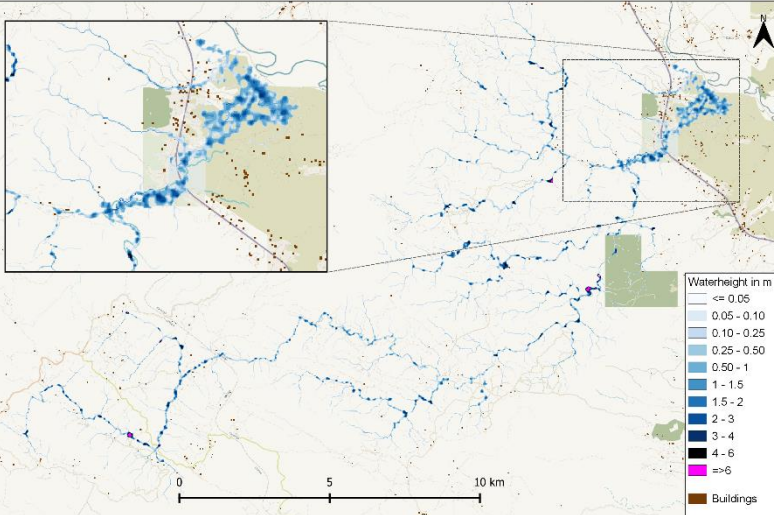 N
Waterheight in m
<= 0.05
0.05 - 0.10
0.10 - 0.25
0.25 - 0.50
0.50 - 1
1 - 1.5
1.5 - 2
2 - 3
3 - 4
4 - 6
=>6
Buildings
0 5 10 km